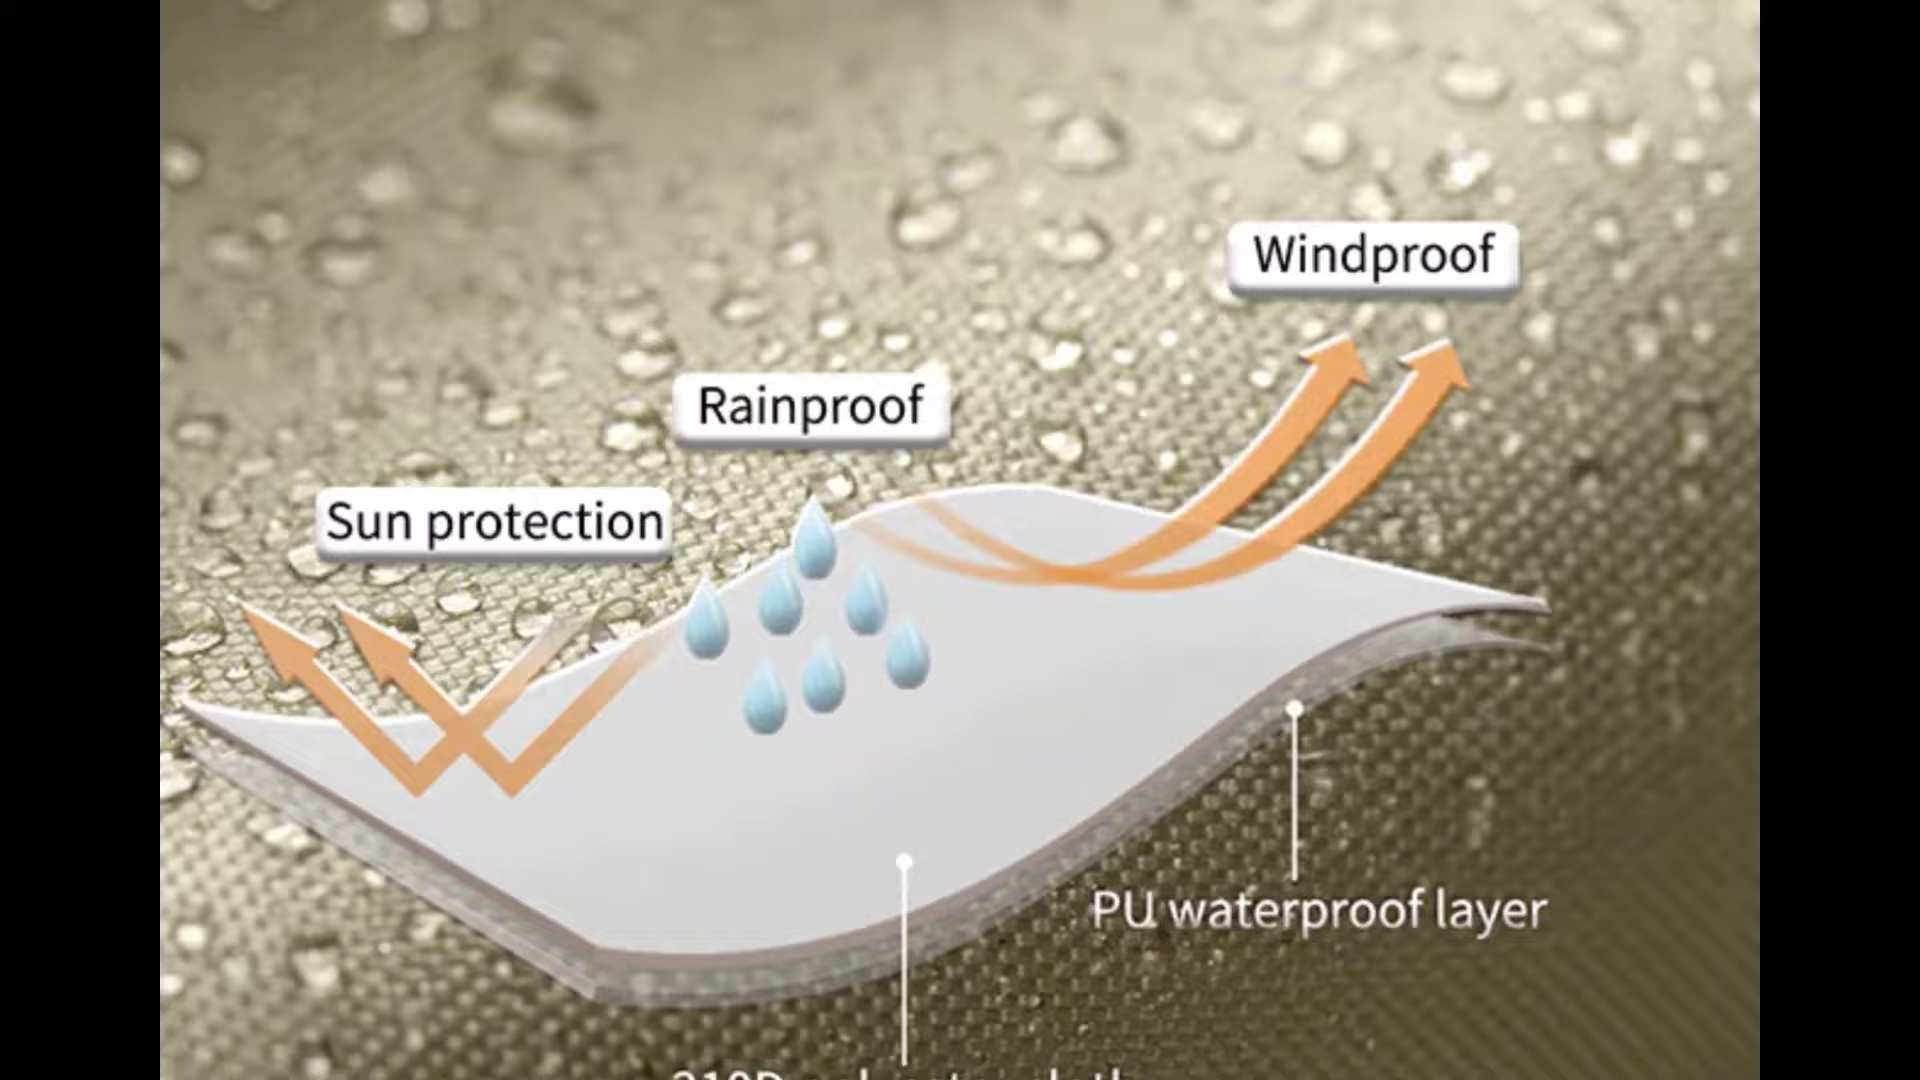 Windproof
Rainproof
Sun protection
PU waterproof layer